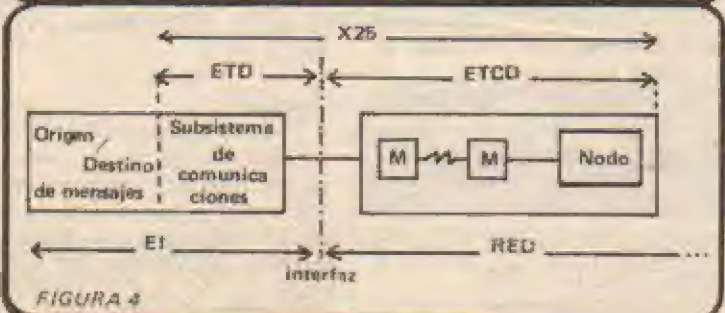 X25
ETD
ETCD
Origen/
Destino
de mensajes
Subsistema
de
comunica
ciones
M
M
Nodo
ET
RED ...
interfaz
FIGURA 4